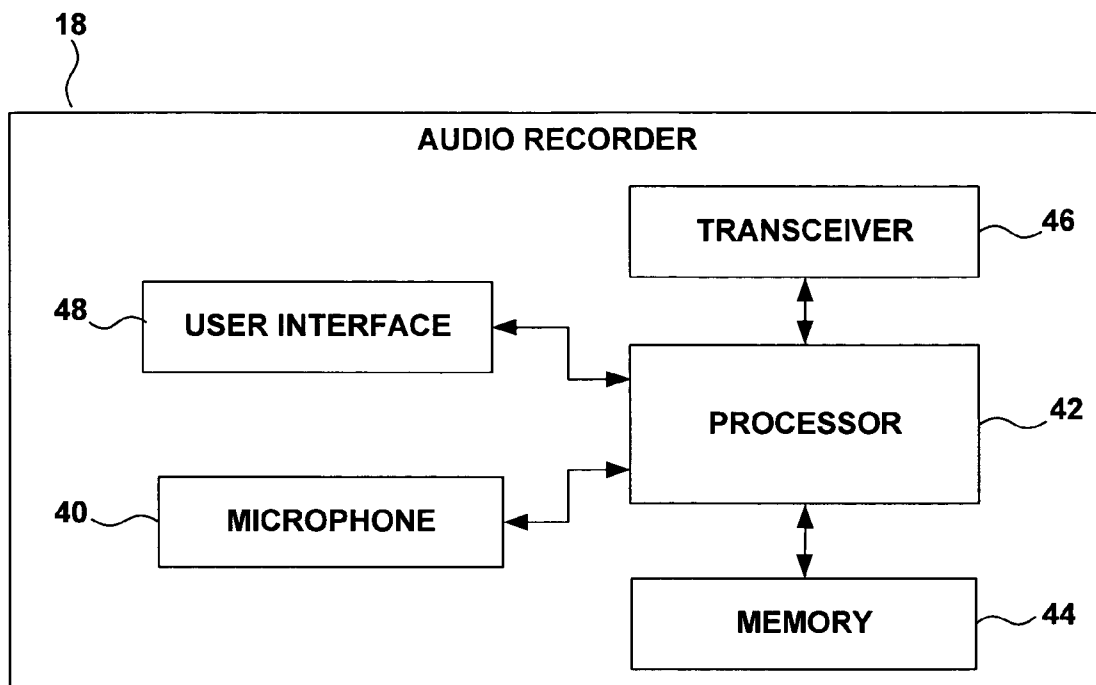 18
AUDIO RECORDER
TRANSCEIVER
46
48
USER INTERFACE
PROCESSOR
42
40
MICROPHONE
MEMORY
44